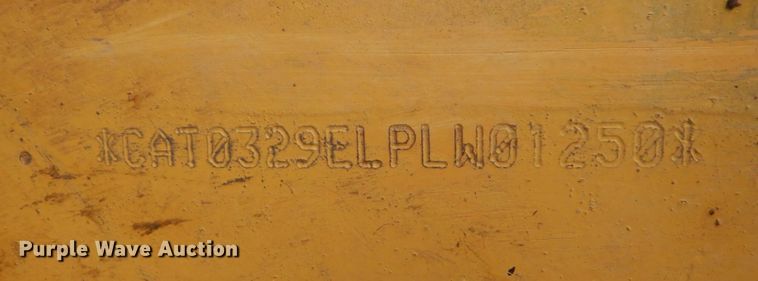 *CAT0329ELPLW01250*
Purple Wave Auction